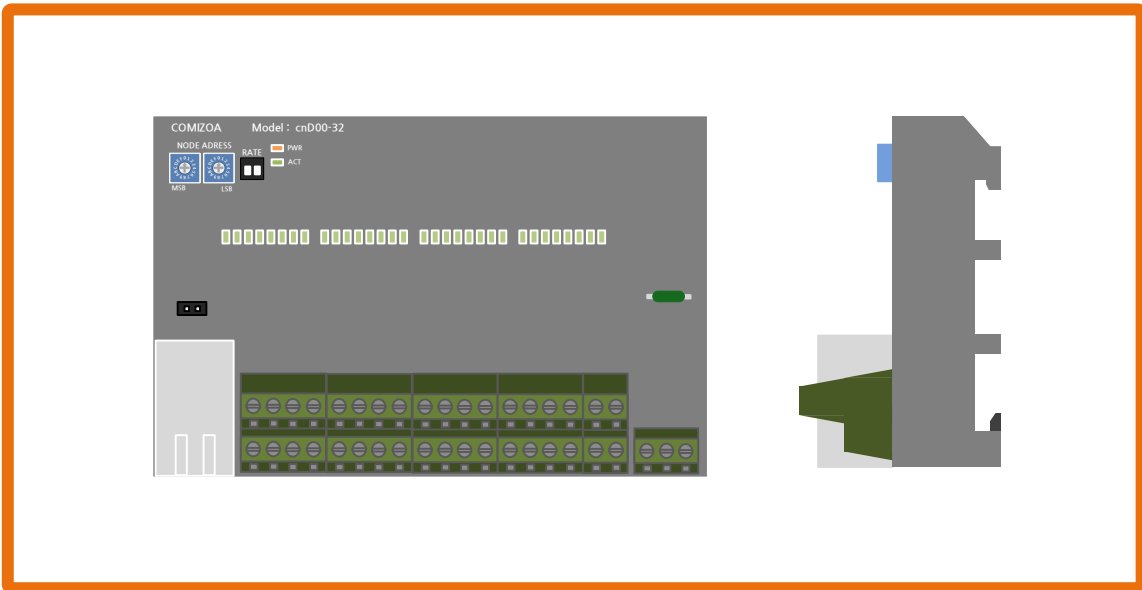 COMIZOA Model : cnD00-32
NODE ADRESS
RATE
PWR
ACT
MSB
LSB